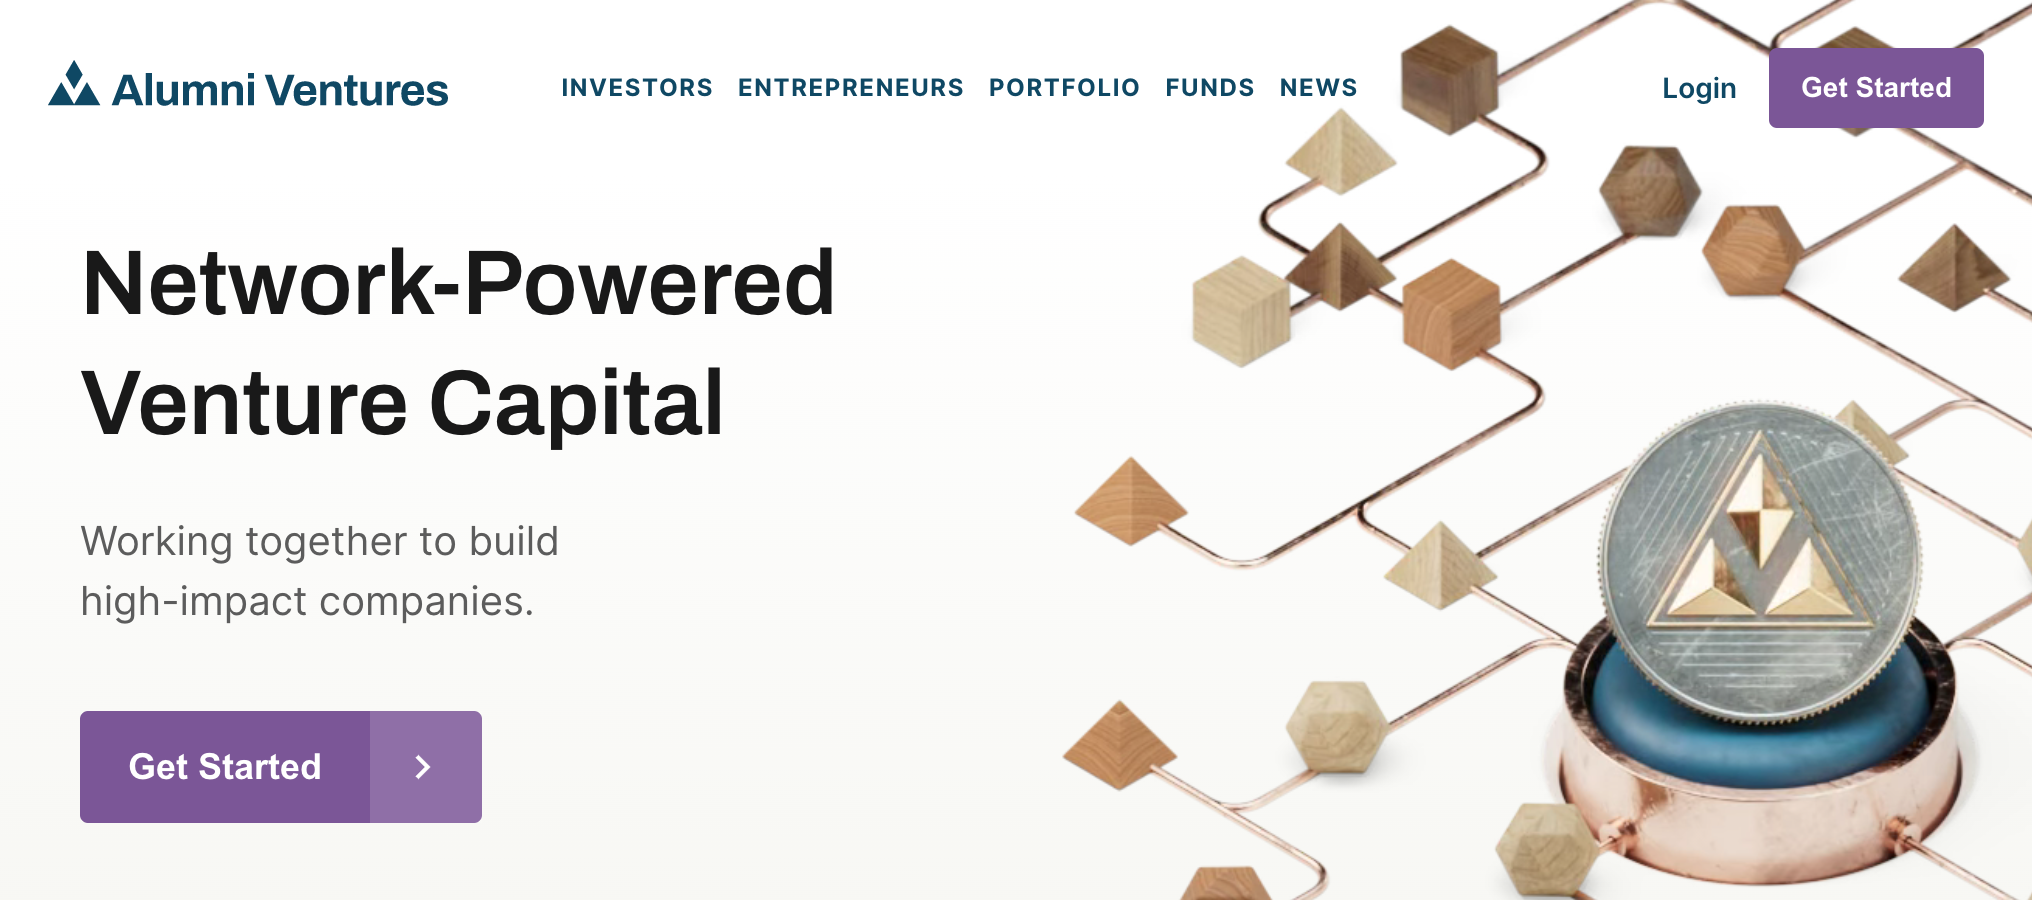 Alumni Ventures
INVESTORS ENTREPRENEURS PORTFOLIO FUNDS NEWS
Login
Get Started
Network-Powered
Venture Capital
Working together to build
high-impact companies.
Get Started